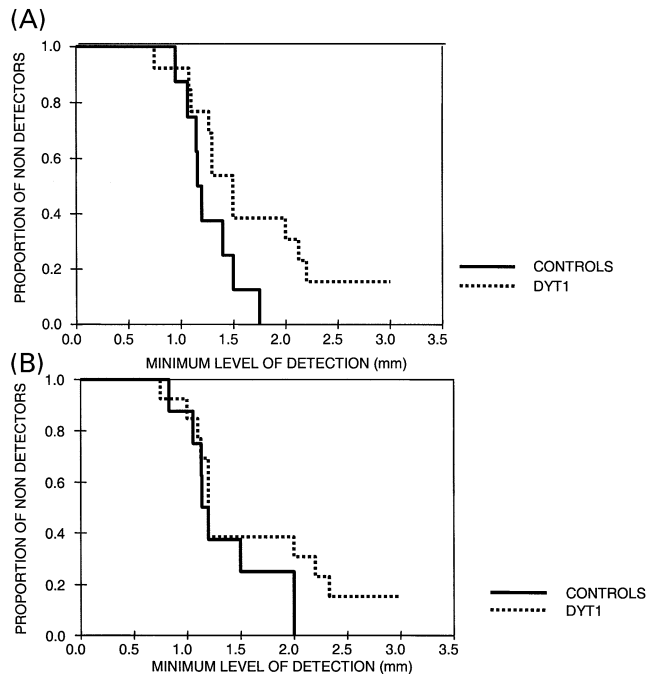 (A)
PROPORTION OF NON DETECTORS
1.0
0.8
0.6
0.4
0.2
0.0
0.0 0.5 1.0 1.5 2.0 2.5 3.0 3.5
MINIMUM LEVEL OF DETECTION (mm)
CONTROLS
DYT1
(B)
PROPORTION OF NON DETECTORS
1.0
0.8
0.6
0.4
0.2
0.0
0.0 0.5 1.0 1.5 2.0 2.5 3.0 3.5
MINIMUM LEVEL OF DETECTION (mm)
CONTROLS
DYT1